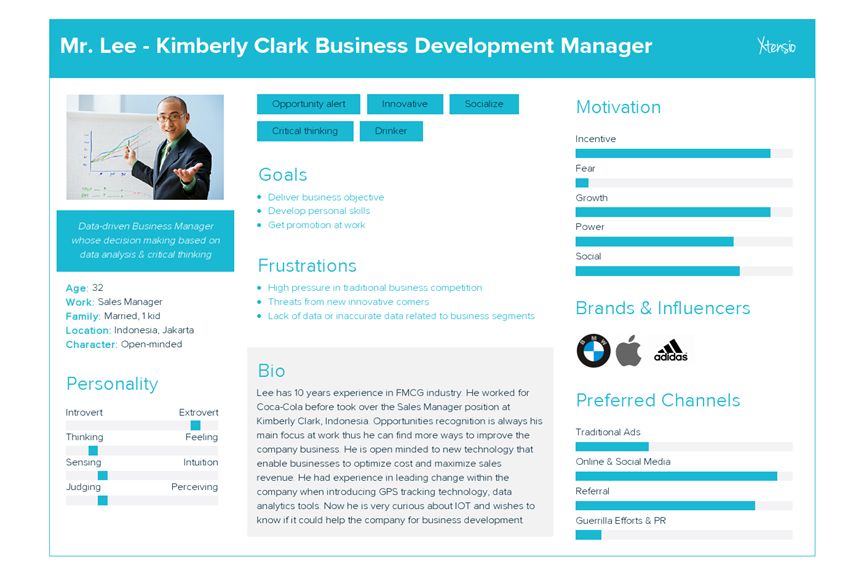 Mr. Lee - Kimberly Clark Business Development Manager
Xtensio
Data-driven Business Manager
whose decision making based on
data analysis & critical thinking
Age: 32
Work: Sales Manager
Family: Married, 1 kid
Location: Indonesia, Jakarta
Character: Open-minded
Personality
Introvert Extrovert
Thinking Feeling
Sensing Intuition
Judging Perceiving
Opportunity alert Innovative Socialize
Critical thinking Drinker
Goals
Deliver business objective
Develop personal skills
Get promotion at work
Frustrations
High pressure in traditional business competition
Threats from new innovative comers
Lack of data or inaccurate data related to business segments
Bio
Lee has 10 years experience in FMCG industry. He worked for
Coca-Cola before took over the Sales Manager position at
Kimberly Clark, Indonesia. Opportunities recognition is always his
main focus at work thus he can find more ways to improve the
company business. He is open minded to new technology that
enable businesses to optimize cost and maximize sales
revenue. He had experience in leading change within the
company when introducing GPS tracking technology, data
analytics tools. Now he is very curious about IOT and wishes to
know if it could help the company for business development.
Motivation
Incentive
Fear
Growth
Power
Social
Brands & Influencers
BMW
adidas
Preferred Channels
Traditional Ads
Online & Social Media
Referral
Guerrilla Efforts & PR